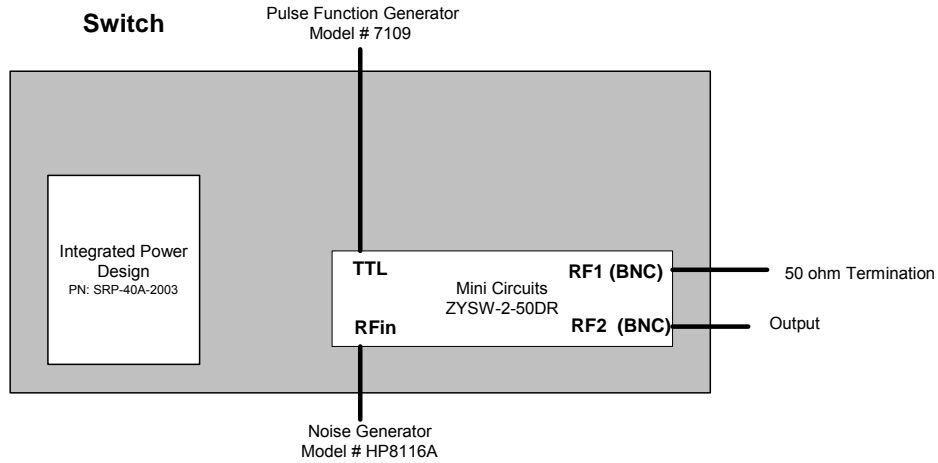 Switch
Pulse Function Generator
Model # 7109
Integrated Power
Design
PN: SRP-40A-2003
TTL
RFin
Mini Circuits
ZYSW-2-50DR
RF1 (BNC)
RF2 (BNC)
50 ohm Termination
Output
Noise Generator
Model # HP8116A